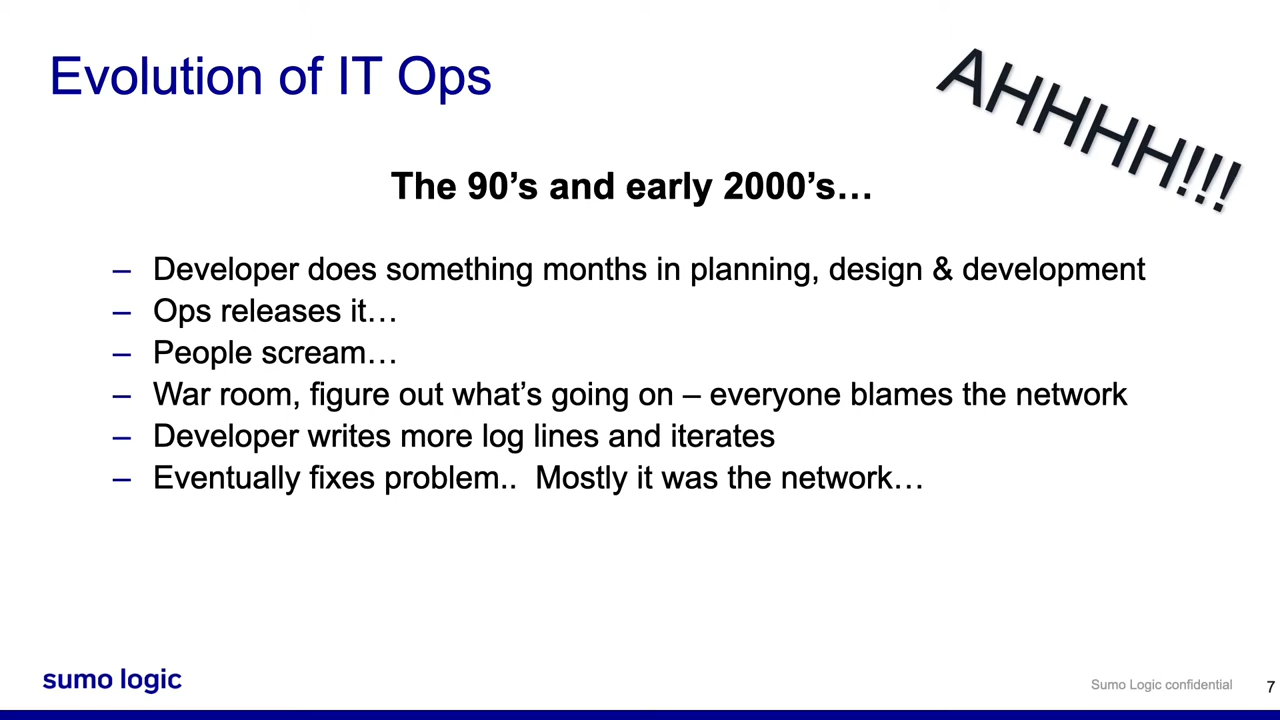 Evolution of IT Ops
AHHHH!!!
The 90’s and early 2000’s…
– Developer does something months in planning, design & development
– Ops releases it…
– People scream…
– War room, figure out what’s going on – everyone blames the network
– Developer writes more log lines and iterates
– Eventually fixes problem..  Mostly it was the network…
sumo logic
Sumo Logic confidential
7